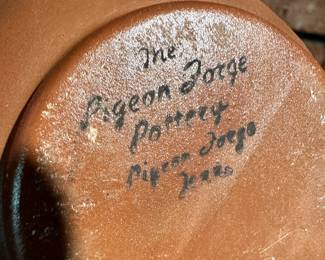 The
Pigeon Forge
Pottery
Pigeon Forge
Tenn